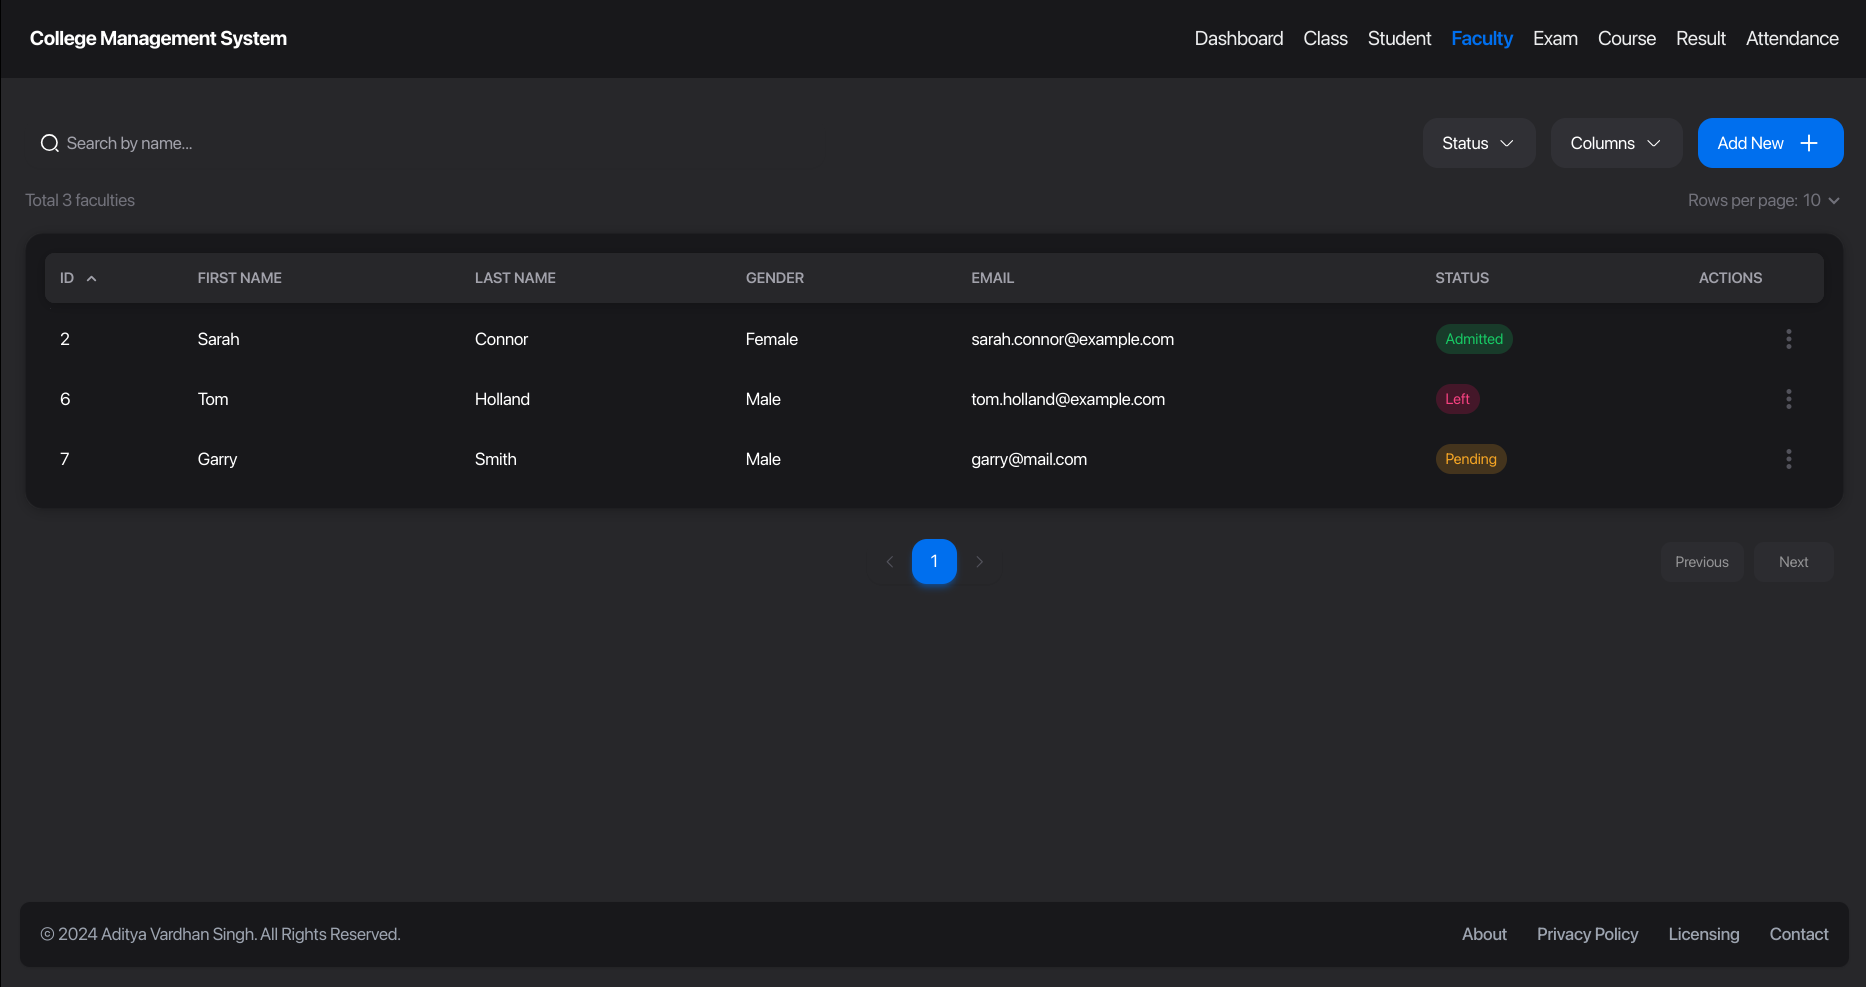 College Management System
Dashboard Class Student Faculty Exam Course Result Attendance
Search by name...
Status Columns Add New
Total 3 faculties
Rows per page: 10
ID FIRST NAME LAST NAME GENDER EMAIL STATUS ACTIONS
2 Sarah Connor Female sarah.connor@example.com Admitted
6 Tom Holland Male tom.holland@example.com Left
7 Garry Smith Male garry@mail.com Pending
1
Previous Next
© 2024 Aditya Vardhan Singh. All Rights Reserved.
About Privacy Policy Licensing Contact